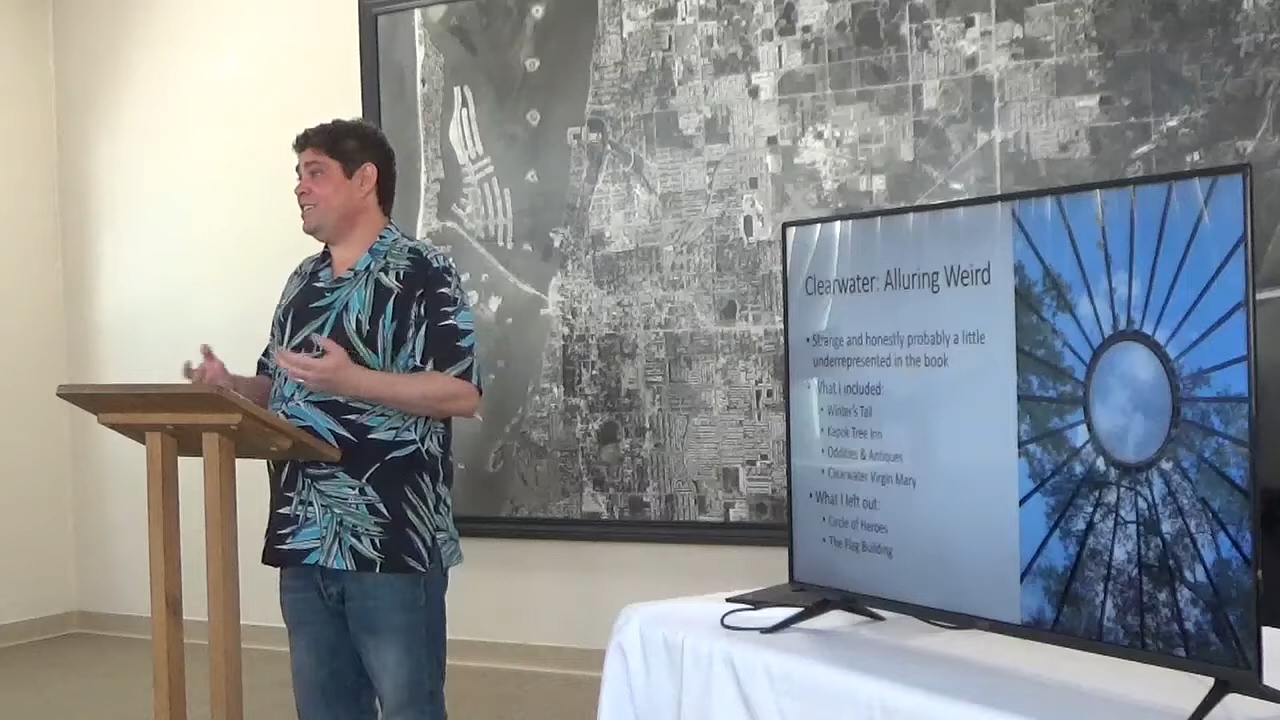 Clearwater: Alluring Weird
• Strange and honestly probably a little
underrepresented in the book
• What I included:
• Winter's Tail
• Kapok Tree Inn
• Oddities & Antiques
• Clearwater Virgin Mary
• What I left out:
• Circle of Heroes
• The Flag Building